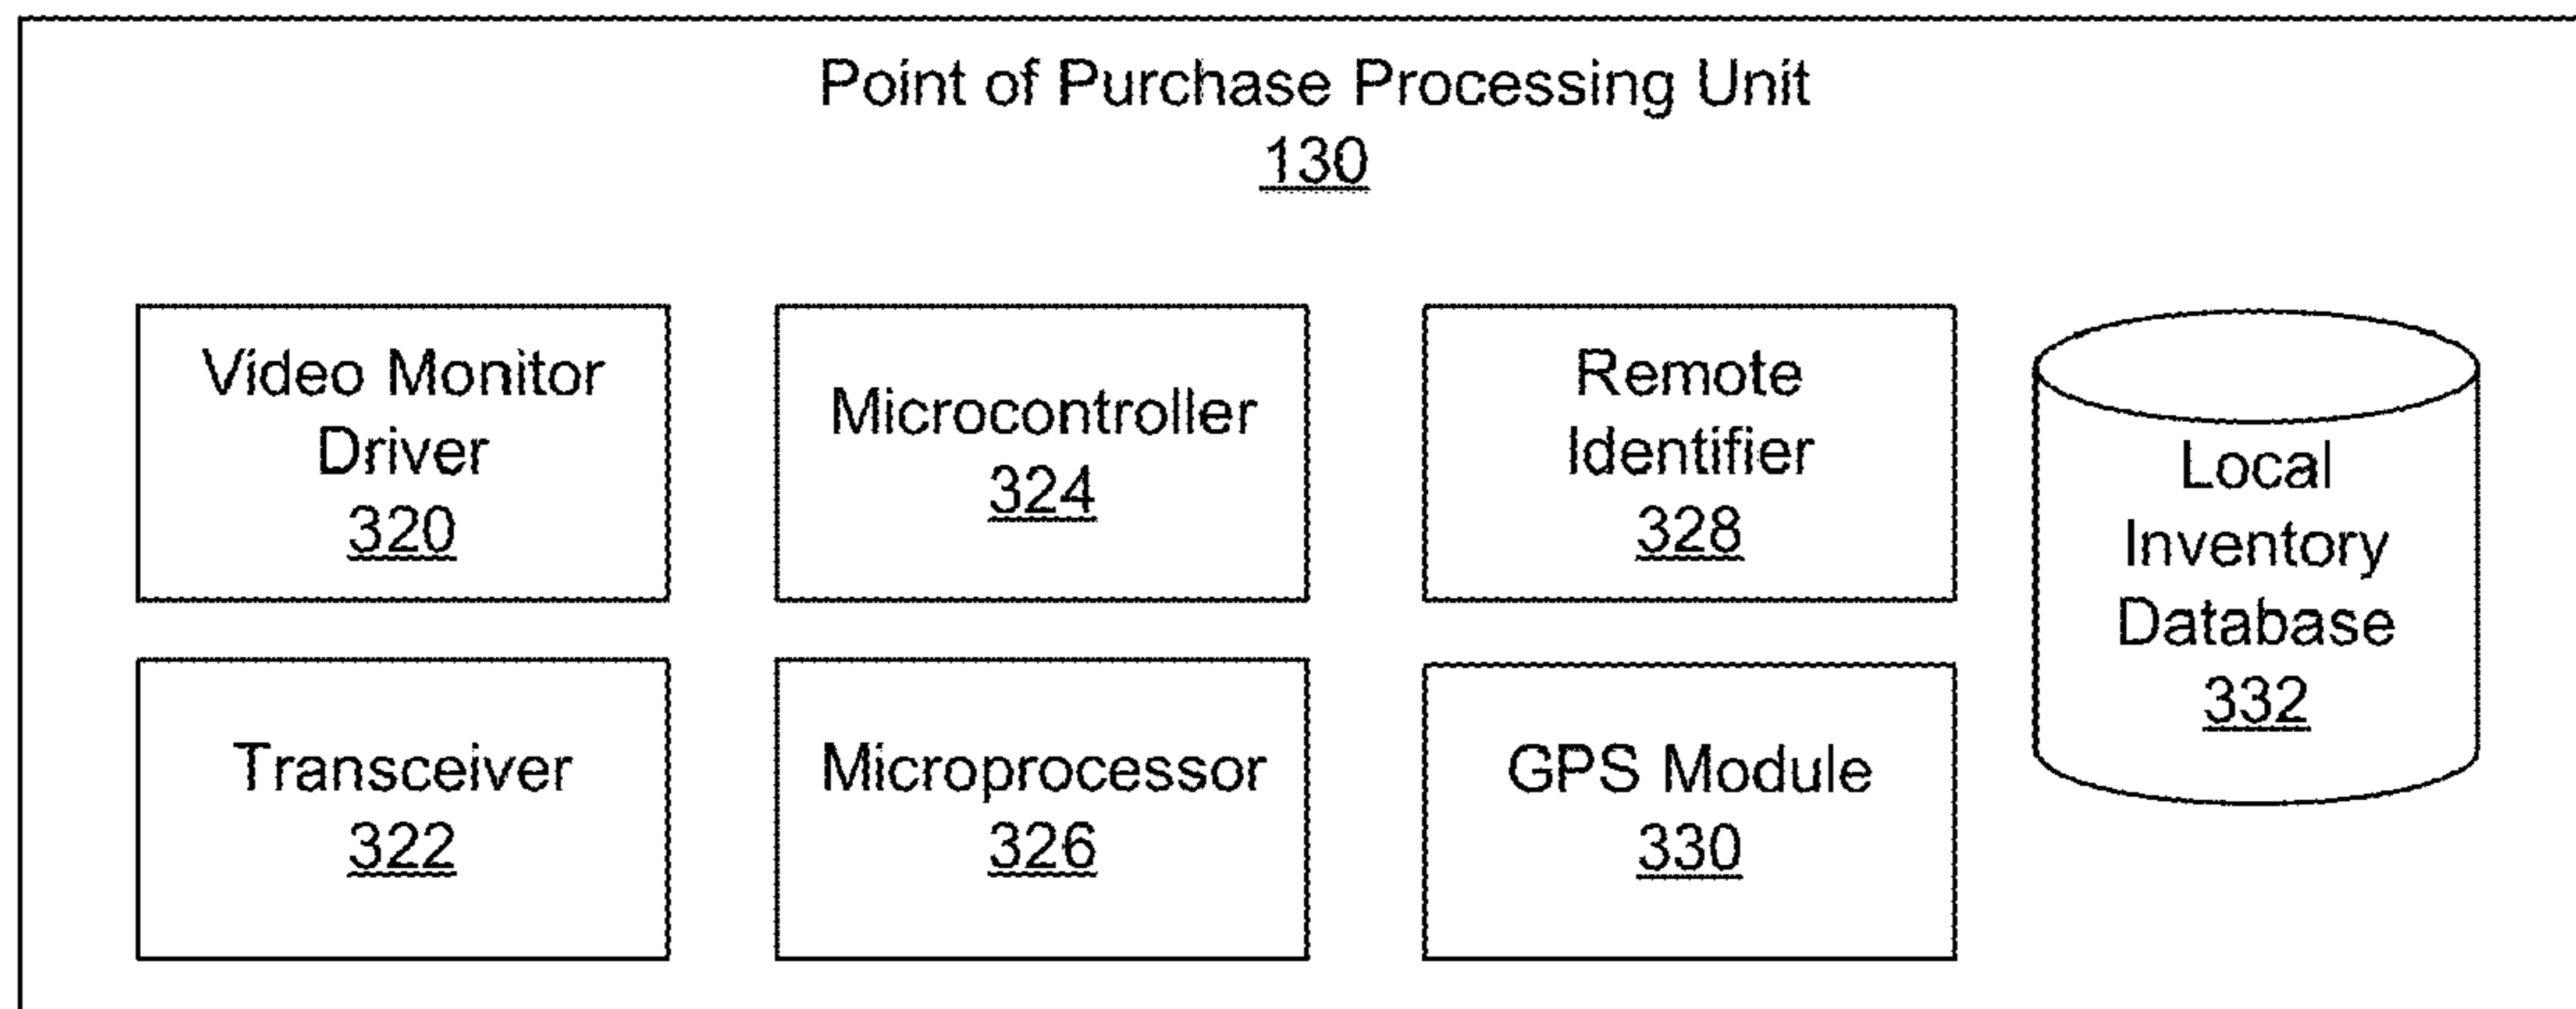 Point of Purchase Processing Unit
130
Video Monitor
Driver
320
Microcontroller
324
Remote
Identifier
328
Local
Inventory
Database
332
Transceiver
322
Microprocessor
326
GPS Module
330